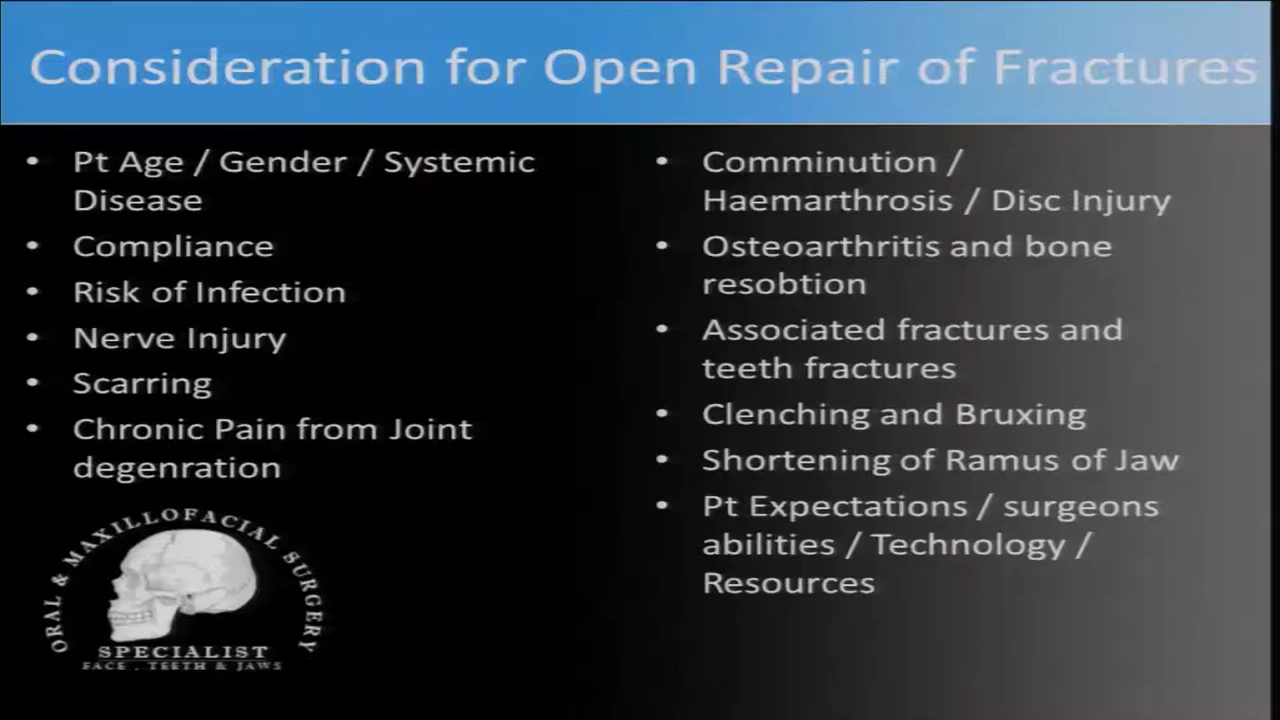 Consideration for Open Repair of Fractures
• Pt Age / Gender / Systemic
Disease
• Compliance
• Risk of Infection
• Nerve Injury
• Scarring
• Chronic Pain from Joint
degenration
• Comminution /
Haemarthrosis / Disc Injury
• Osteoarthritis and bone
resobtion
• Associated fractures and
teeth fractures
• Clenching and Bruxing
• Shortening of Ramus of Jaw
• Pt Expectations / surgeons
abilities / Technology /
Resources
ORAL & MAXILLOFACIAL SURGERY
SPECIALIST
FACE . TEETH & JAWS